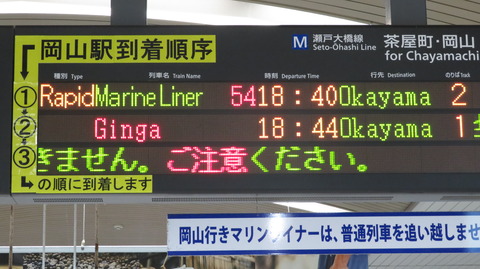 岡山駅到着順序
M 瀬戸大橋線
Seto-Ōhashi Line
茶屋町・岡山
for Chayamach
種別 Type 列車名 Train Name 時刻 Departure Time 行先 Destination のりば Track
① Rapid Marine Liner 54 18:40 Okayama 2
② Ginga 18:44 Okayama 1
③ きません。ご注意ください。
の順に到着します
岡山行きマリンライナーは、普通列車を追い越しませ